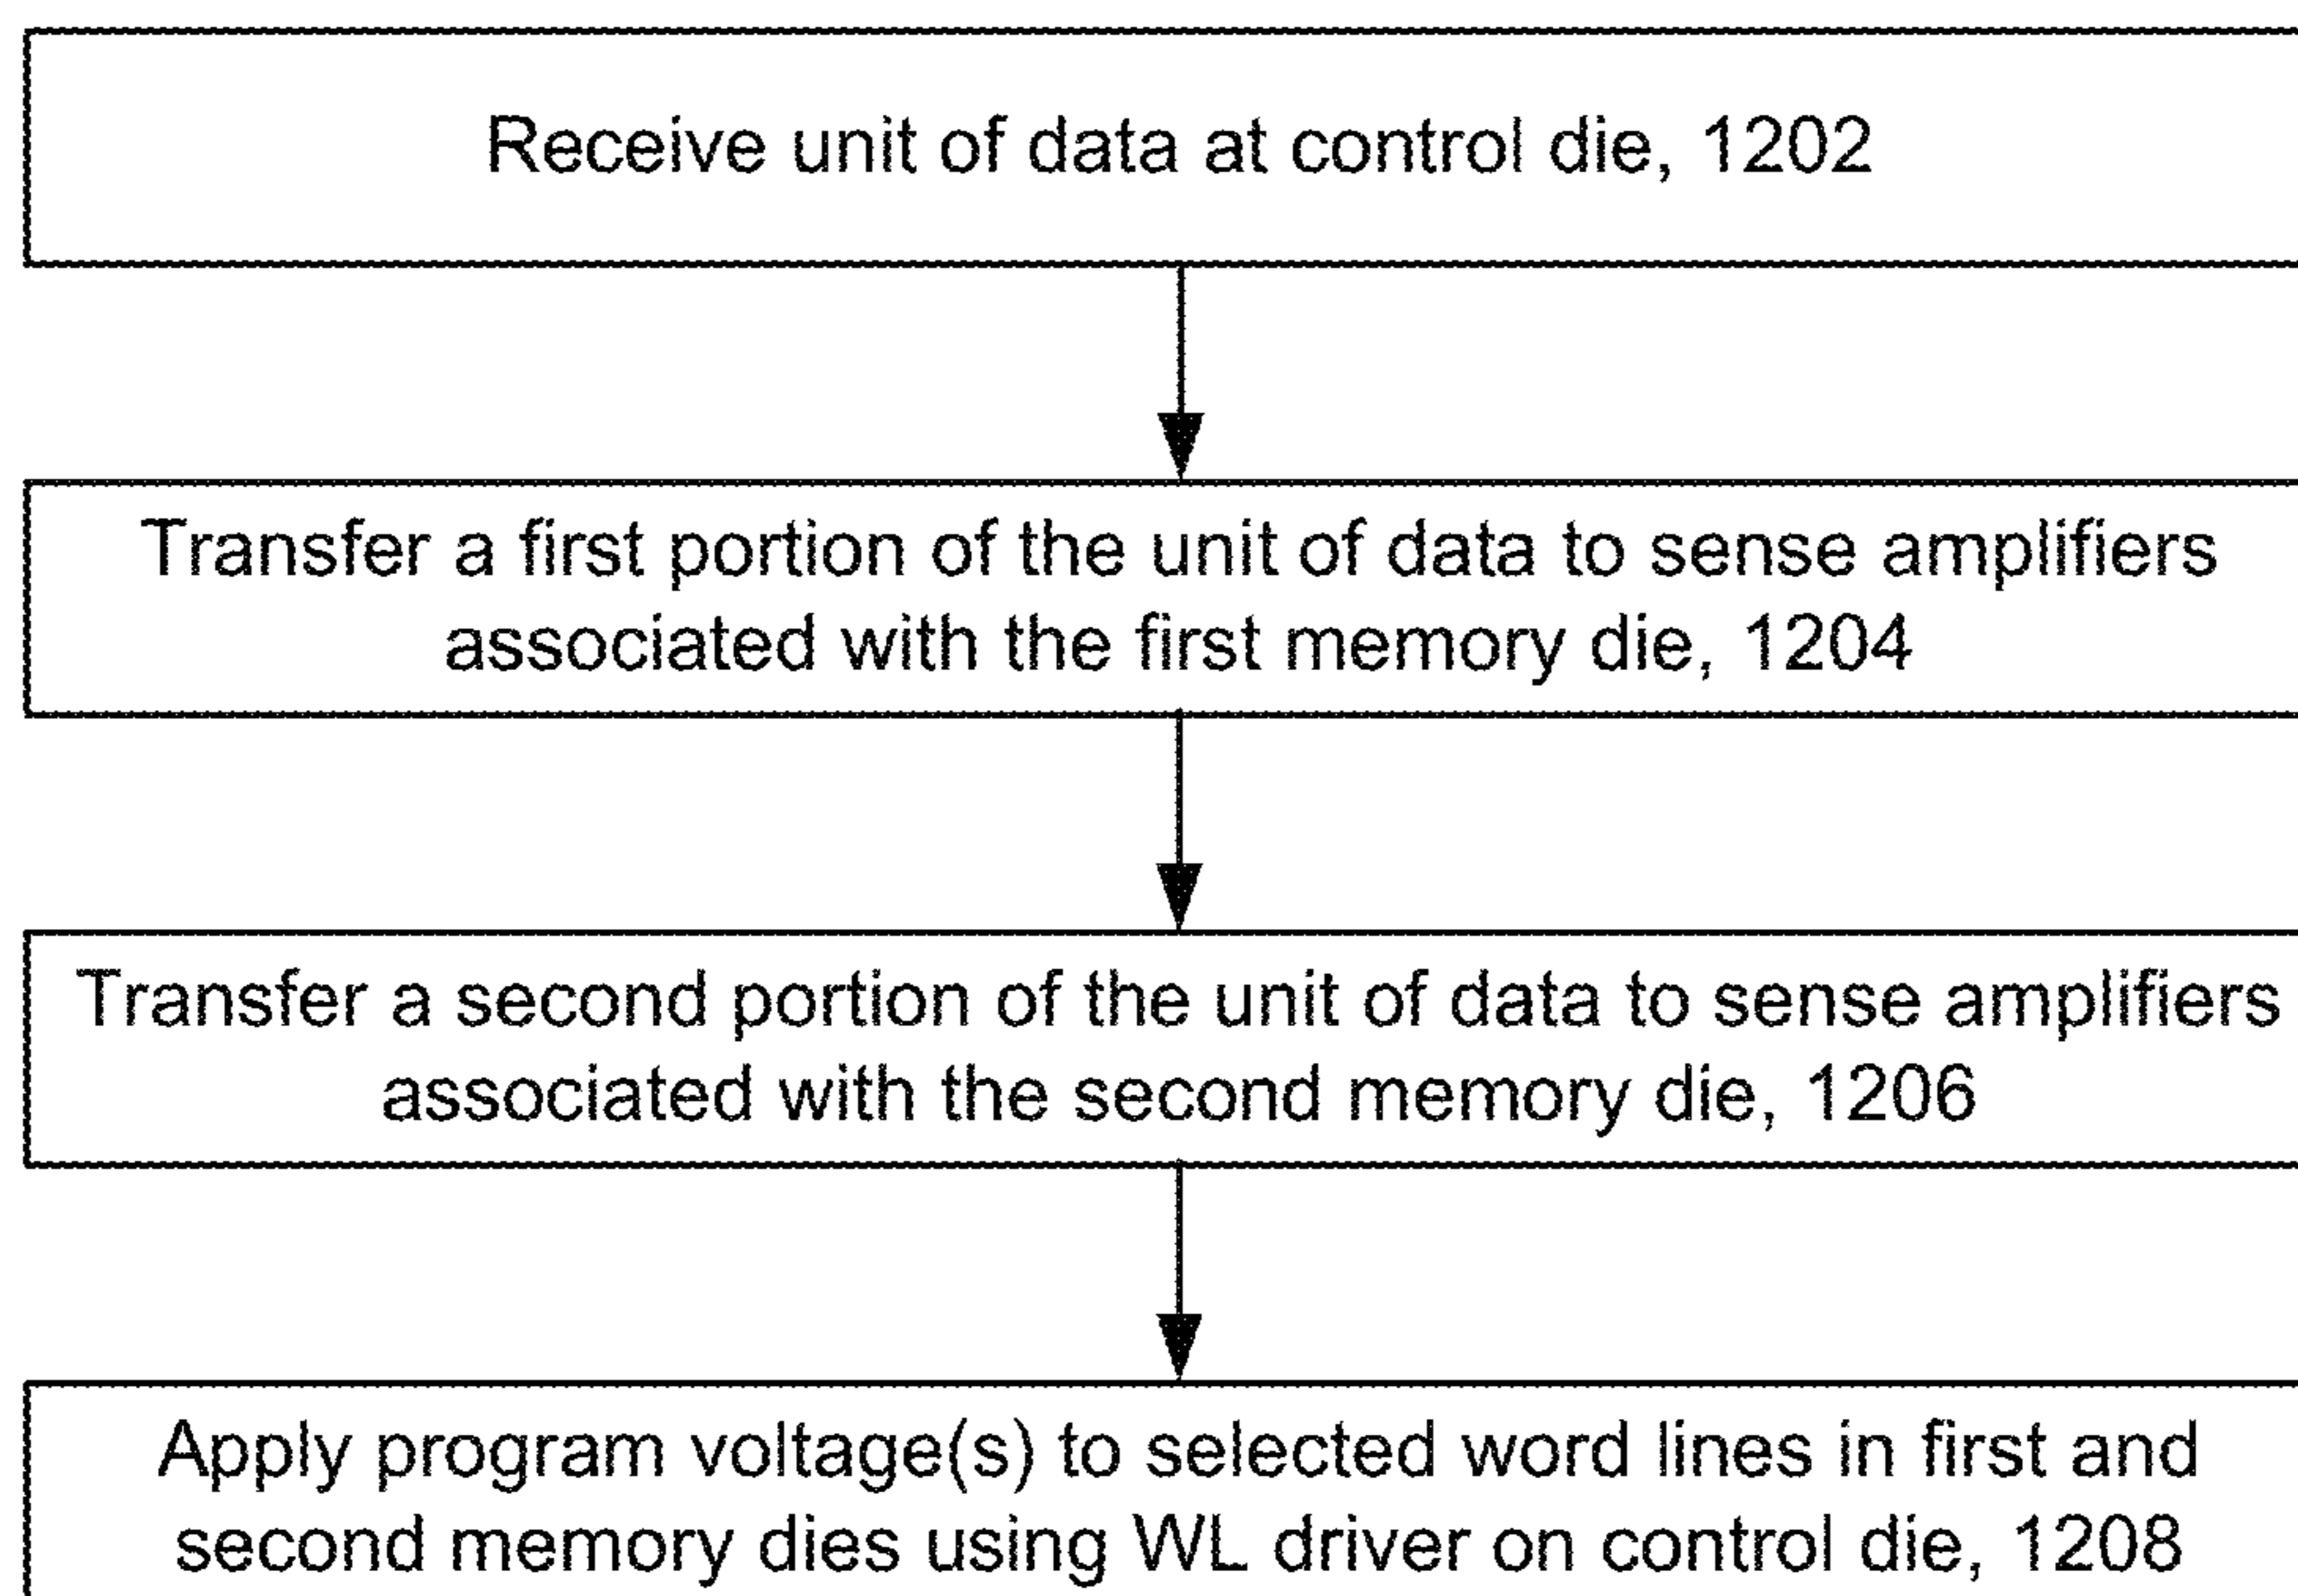 Receive unit of data at control die, 1202
Transfer a first portion of the unit of data to sense amplifiers
associated with the first memory die, 1204
Transfer a second portion of the unit of data to sense amplifiers
associated with the second memory die, 1206
Apply program voltage(s) to selected word lines in first and
second memory dies using WL driver on control die, 1208